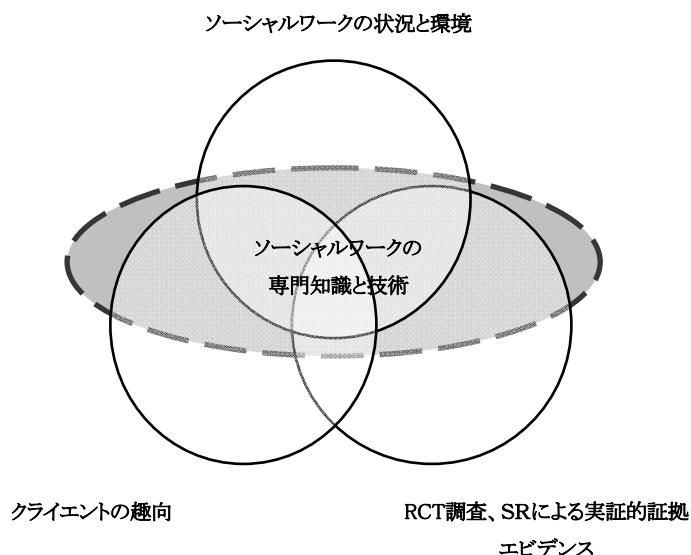 ソーシャルワークの状況と環境
ソーシャルワークの
専門知識と技術
クライエントの趣向
RCT調査、SRによる実証的証拠
エビデンス